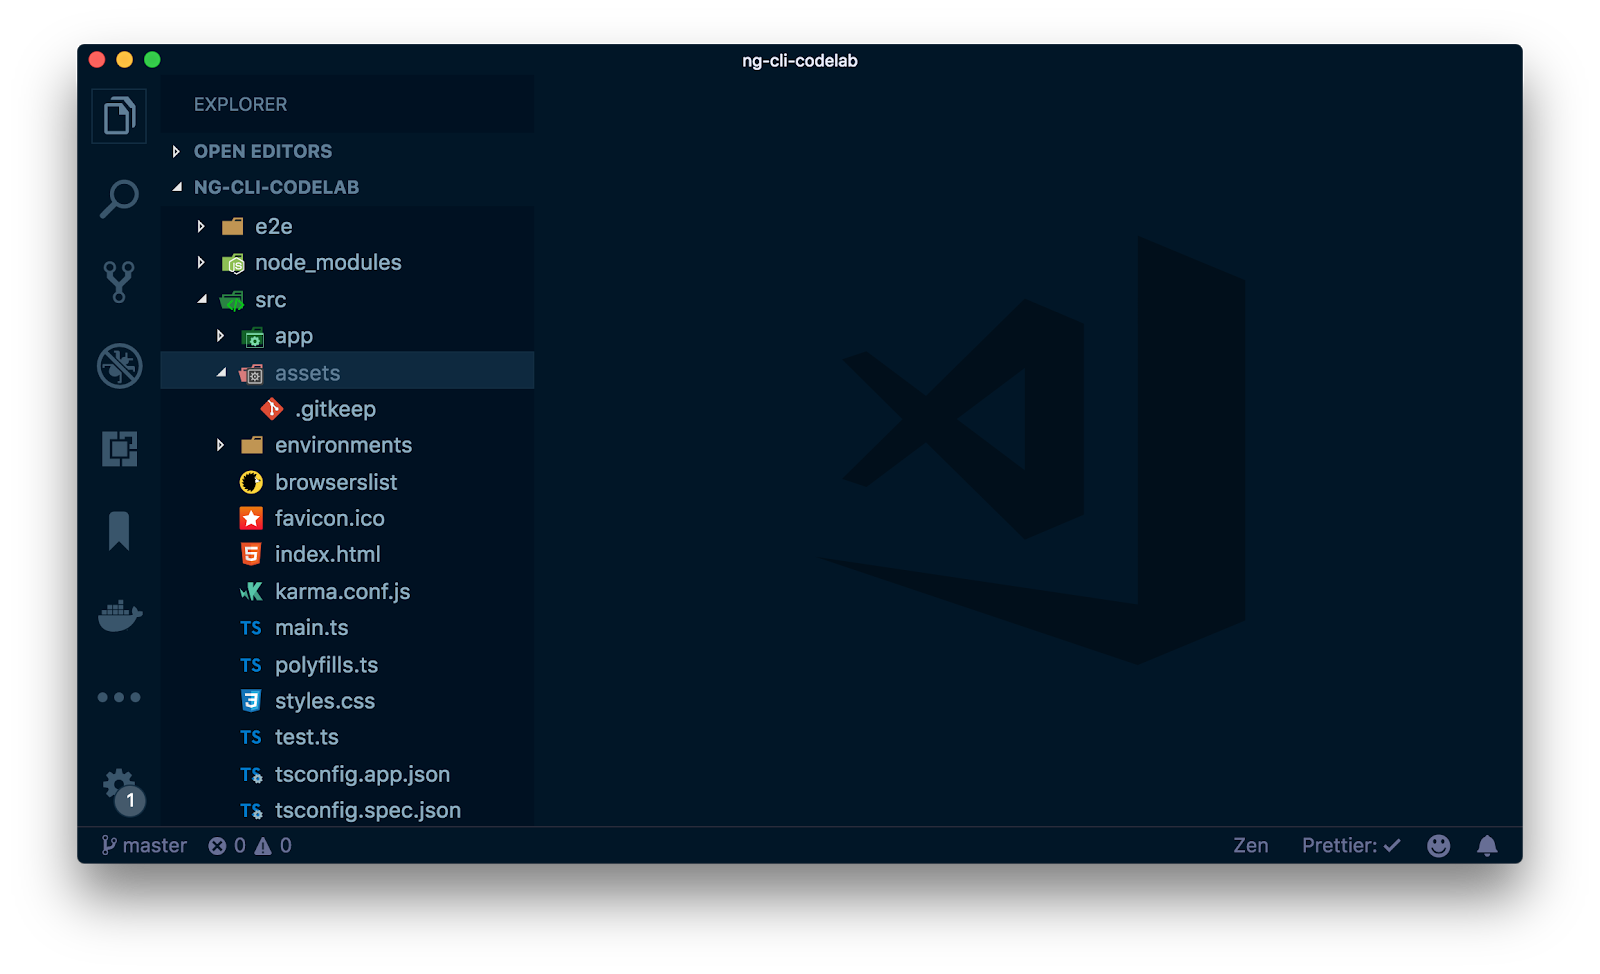 ng-cli-codelab
EXPLORER
OPEN EDITORS
NG-CLI-CODELAB
e2e
node_modules
src
app
assets
.gitkeep
environments
browserslist
favicon.ico
index.html
karma.conf.js
TS main.ts
TS polyfills.ts
styles.css
TS test.ts
TS tsconfig.app.json
TS tsconfig.spec.json
1
master 0 0 Zen Prettier: